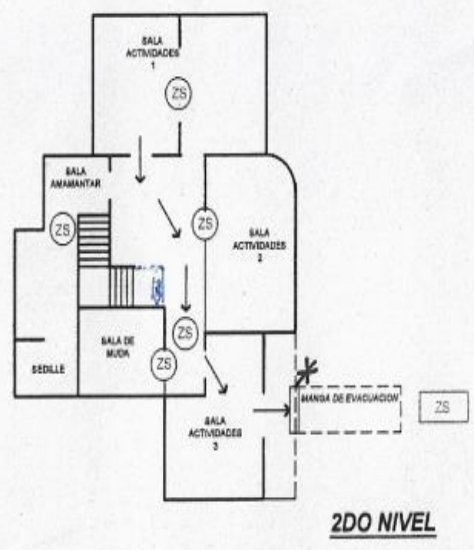 SALA
ACTIVIDADES
1
ZS
SALA
AMAMANTAR
ZS
ZS
SALA
ACTIVIDADES
2
ZS
SALA DE
MUDA
ZS
SEDILLE
MANGA DE EVACUACION
ZS
SALA
ACTIVIDADES
3
2DO NIVEL